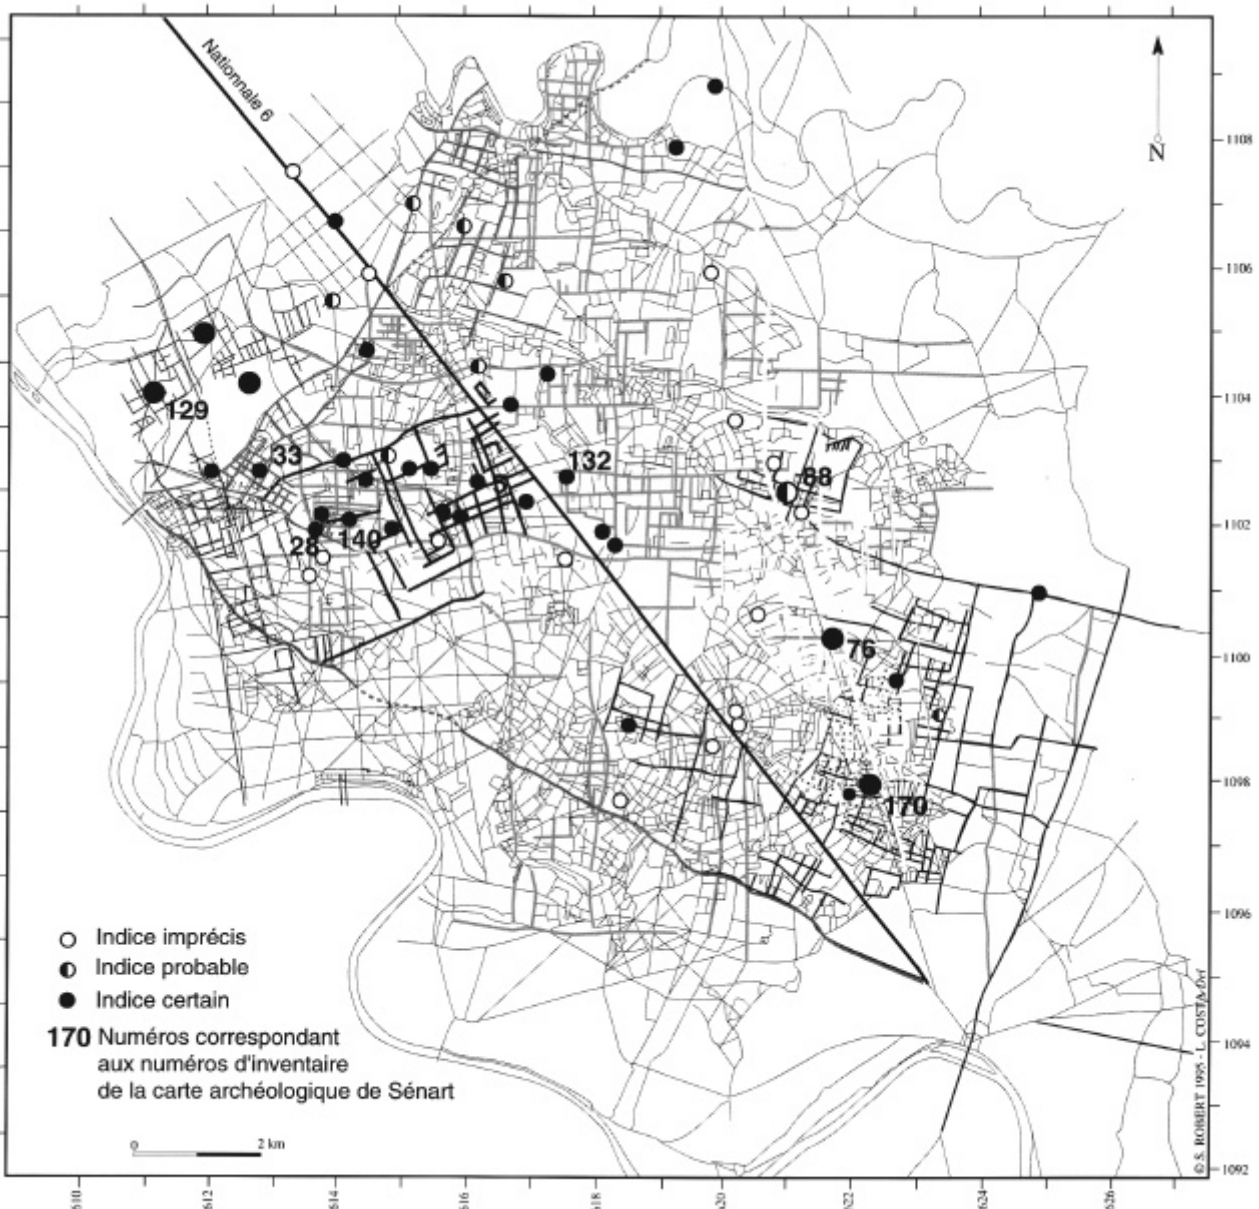 Nationnale 6
N
1108
1106
1104
1102
1100
1098
1096
1094
1092
129
33
132
88
28
140
76
170
Indice imprécis
Indice probable
Indice certain
170 Numéros correspondant
aux numéros d'inventaire
de la carte archéologique de Sénart
0 2 km
© S. ROBERT 1995 - L. COSTA Del
610 612 614 616 618 620 622 624 626